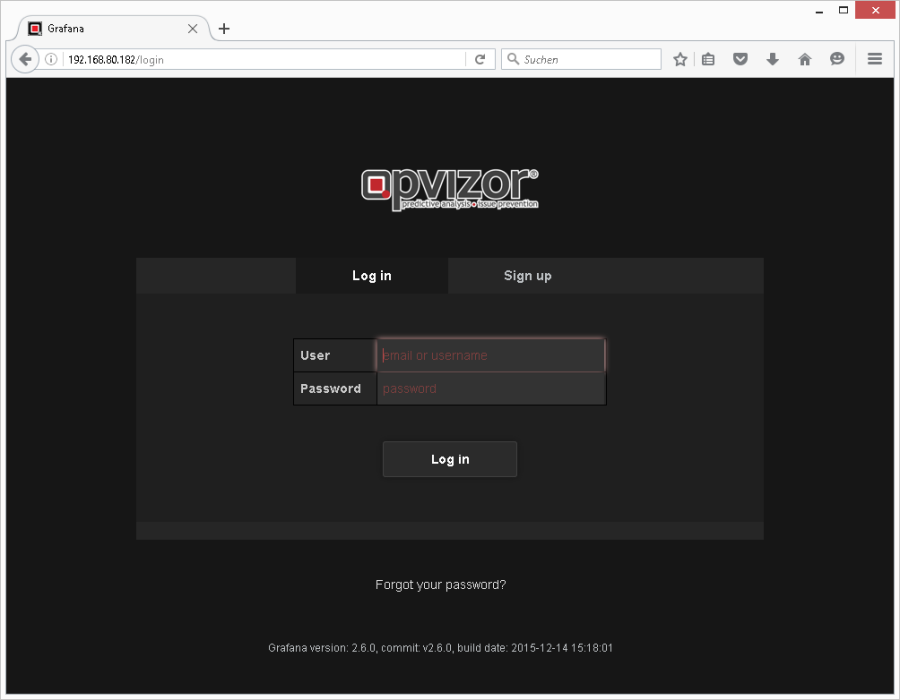 Grafana
192.168.80.182/login
Suchen
opvizor®
predictive analysis issue prevention
Log in
Sign up
User
email or username
Password
password
Log in
Forgot your password?
Grafana version: 2.6.0, commit: v2.6.0, build date: 2015-12-14 15:18:01